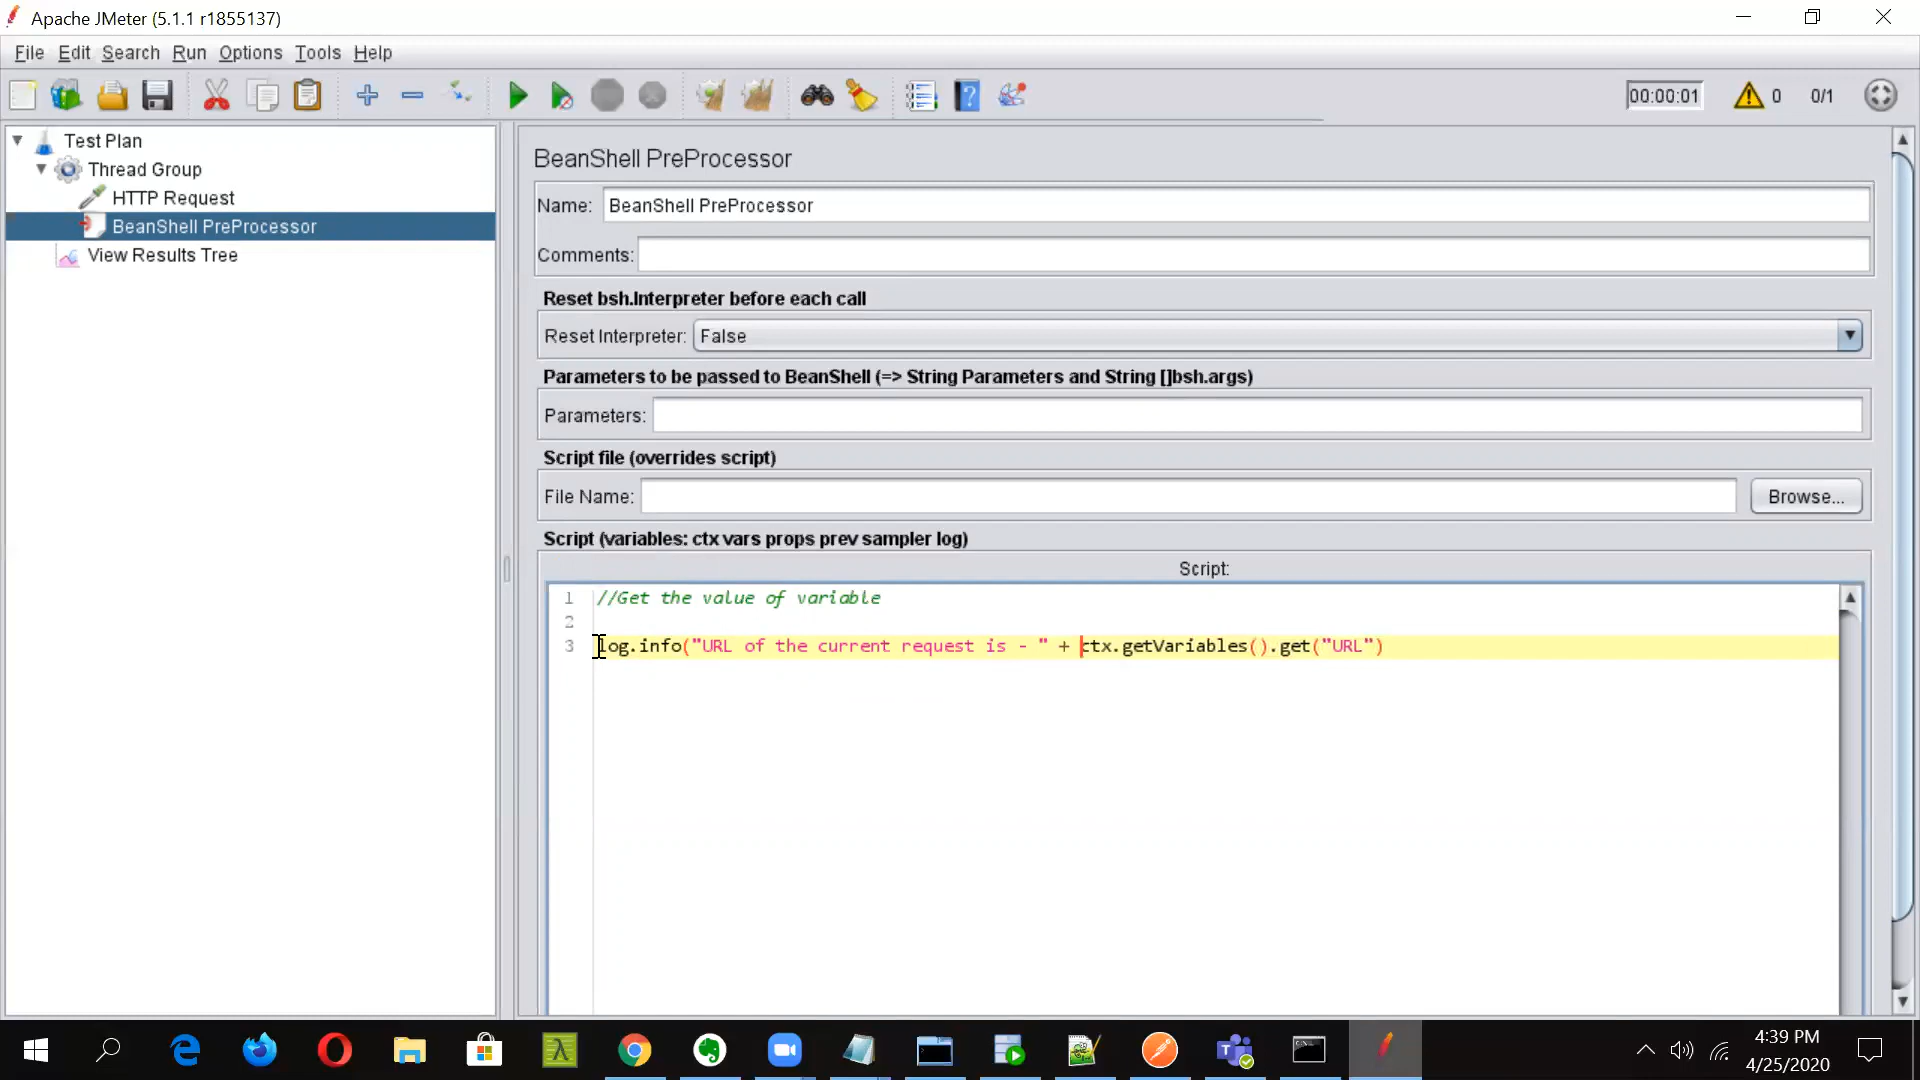 Apache JMeter (5.1.1 r1855137)
File Edit Search Run Options Tools Help
00:00:01 0 0/1
Test Plan
Thread Group
HTTP Request
BeanShell PreProcessor
View Results Tree
BeanShell PreProcessor
Name: BeanShell PreProcessor
Comments:
Reset bsh.Interpreter before each call
Reset Interpreter: False
Parameters to be passed to BeanShell (=> String Parameters and String []bsh.args)
Parameters:
Script file (overrides script)
File Name: Browse...
Script (variables: ctx vars props prev sampler log)
Script:
1 //Get the value of variable
2
3 log.info("URL of the current request is - " + ctx.getVariables().get("URL")
4:39 PM
4/25/2020